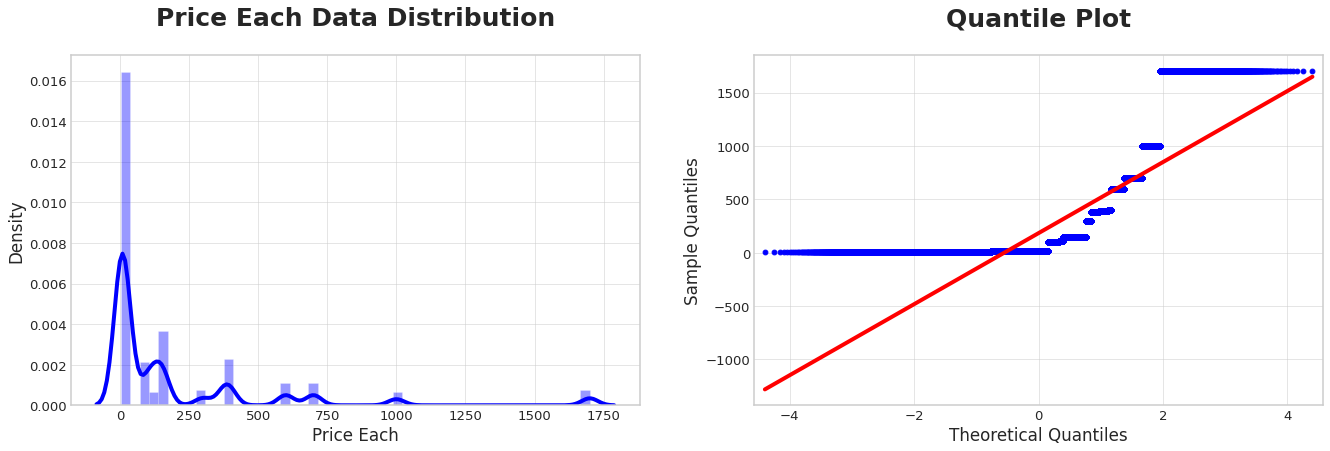 Price Each Data Distribution
0.016
0.014
0.012
0.010
0.008
0.006
0.004
0.002
0.000
Density
0 250 500 750 1000 1250 1500 1750
Price Each
Quantile Plot
1500
1000
500
0
−500
−1000
Sample Quantiles
−4 −2 0 2 4
Theoretical Quantiles